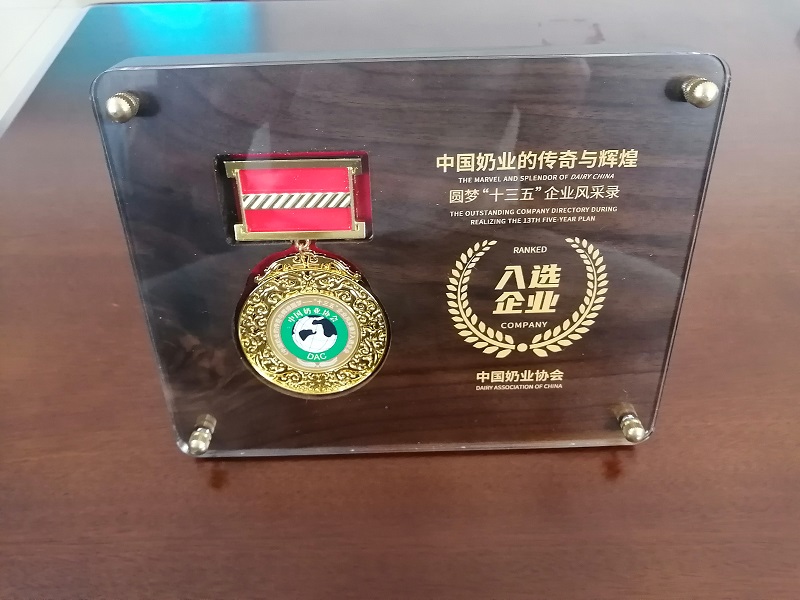 中国奶业的传奇与辉煌
THE MARVEL AND SPLENDOR OF DAIRY CHINA
圆梦“十三五”企业风采录
THE OUTSTANDING COMPANY DIRECTORY DURING
REALIZING THE 13TH FIVE-YEAR PLAN
RANKED
入选
企业
COMPANY
中国奶业协会
DAIRY ASSOCIATION OF CHINA
中国奶业协会
DAC